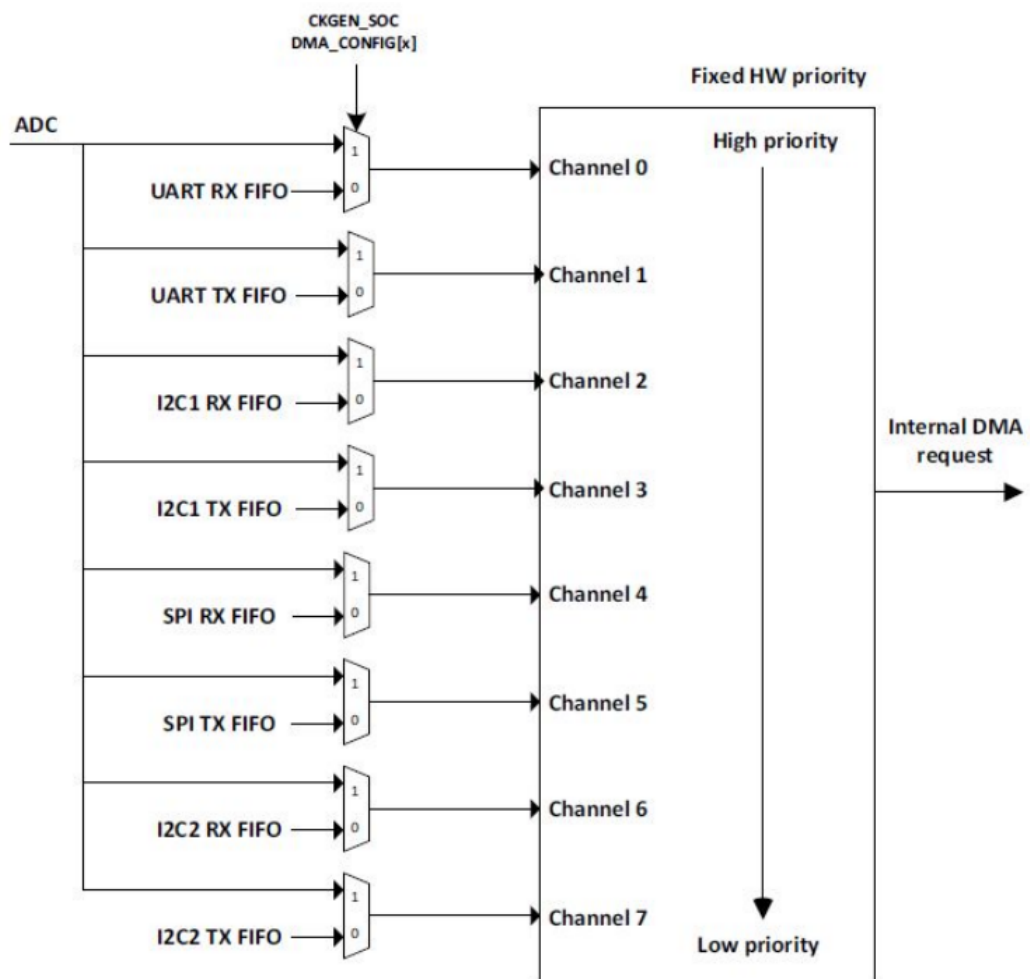 CKGEN_SOC
DMA_CONFIG[x]
Fixed HW priority
ADC
High priority
1
Channel 0
UART RX FIFO
0
1
Channel 1
UART TX FIFO
0
1
Channel 2
I2C1 RX FIFO
0
Internal DMA
request
1
Channel 3
I2C1 TX FIFO
0
1
Channel 4
SPI RX FIFO
0
1
Channel 5
SPI TX FIFO
0
1
Channel 6
I2C2 RX FIFO
0
1
Channel 7
I2C2 TX FIFO
0
Low priority